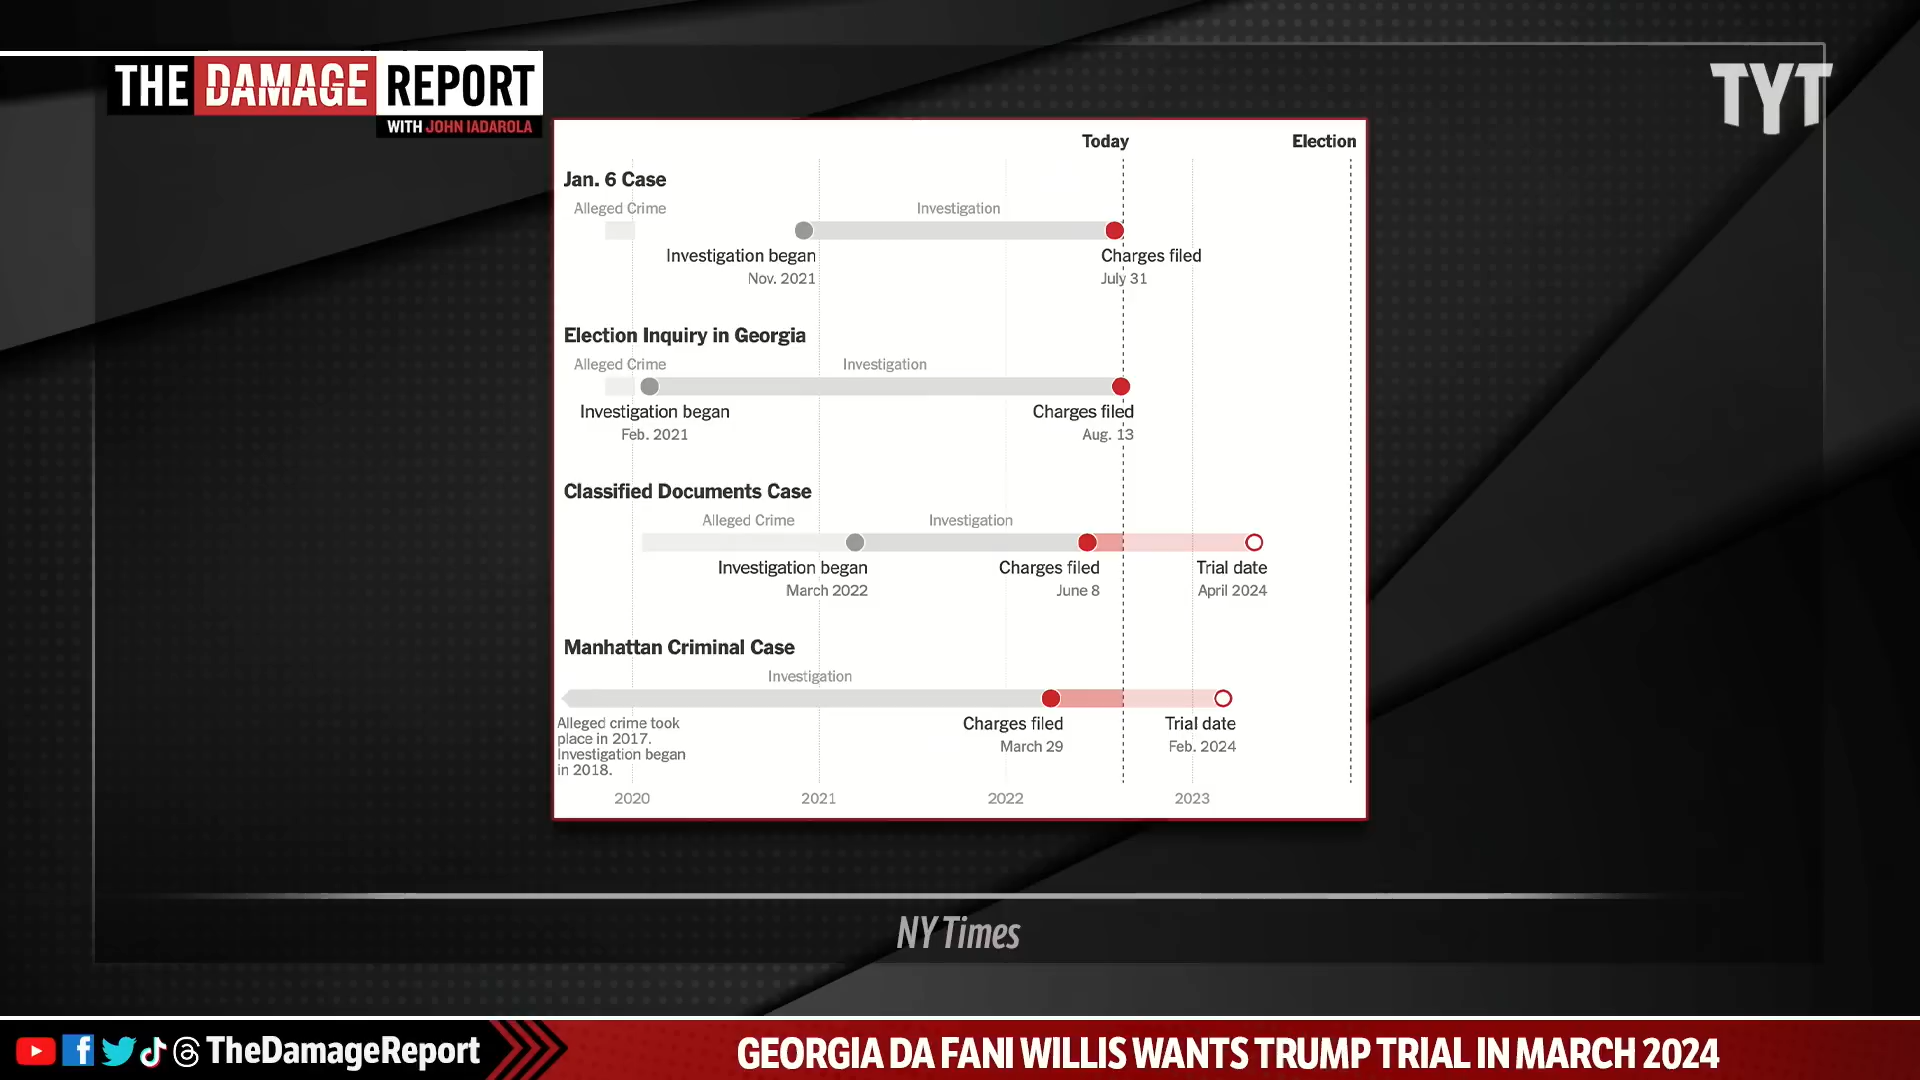 THE DAMAGE REPORT
WITH JOHN IADAROLA
TYT
Today
Election
Jan. 6 Case
Alleged Crime
Investigation
Investigation began
Nov. 2021
Charges filed
July 31
Election Inquiry in Georgia
Alleged Crime
Investigation
Investigation began
Feb. 2021
Charges filed
Aug. 13
Classified Documents Case
Alleged Crime
Investigation
Investigation began
March 2022
Charges filed
June 8
Trial date
April 2024
Manhattan Criminal Case
Investigation
Alleged crime took
place in 2017.
Investigation began
in 2018.
Charges filed
March 29
Trial date
Feb. 2024
2020
2021
2022
2023
NY Times
TheDamageReport
GEORGIA DA FANI WILLIS WANTS TRUMP TRIAL IN MARCH 2024